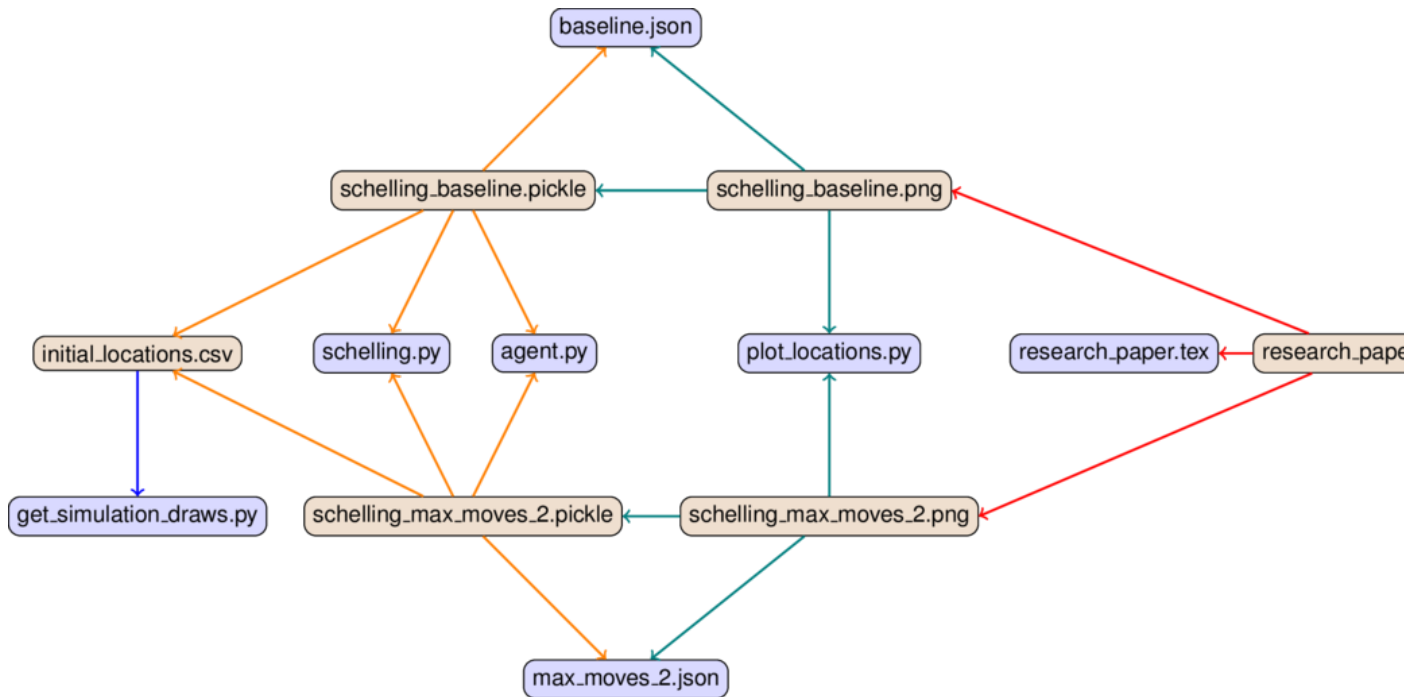 baseline.json
schelling_baseline.pickle
schelling_baseline.png
initial_locations.csv
schelling.py
agent.py
plot_locations.py
research_paper.tex
research_pape
get_simulation_draws.py
schelling_max_moves_2.pickle
schelling_max_moves_2.png
max_moves_2.json